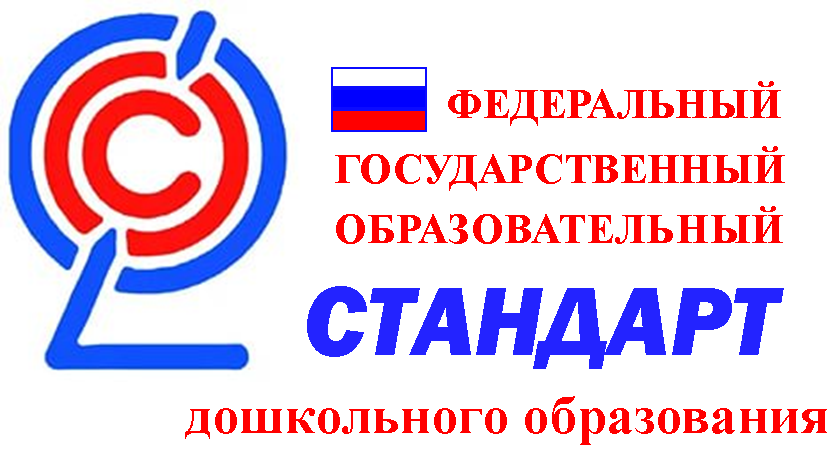 ФЕДЕРАЛЬНЫЙ
ГОСУДАРСТВЕННЫЙ
ОБРАЗОВАТЕЛЬНЫЙ
СТАНДАРТ
дошкольного образования